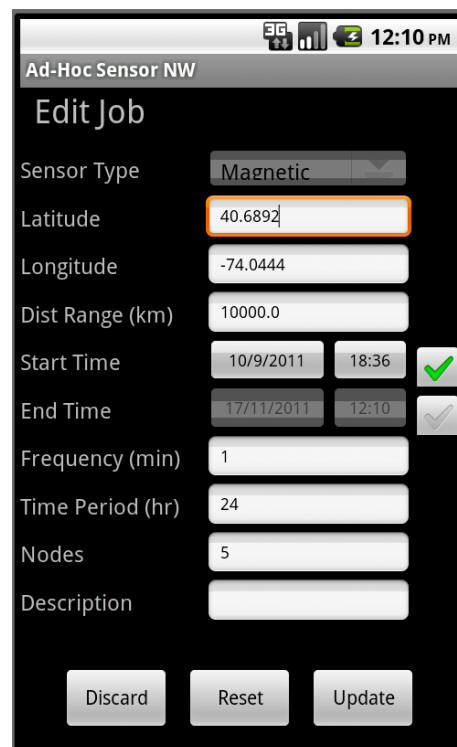 3G 12:10 PM
Ad-Hoc Sensor NW
Edit Job
Sensor Type Magnetic
Latitude 40.6892
Longitude -74.0444
Dist Range (km) 10000.0
Start Time 10/9/2011 18:36
End Time 17/11/2011 12:10
Frequency (min) 1
Time Period (hr) 24
Nodes 5
Description
Discard Reset Update